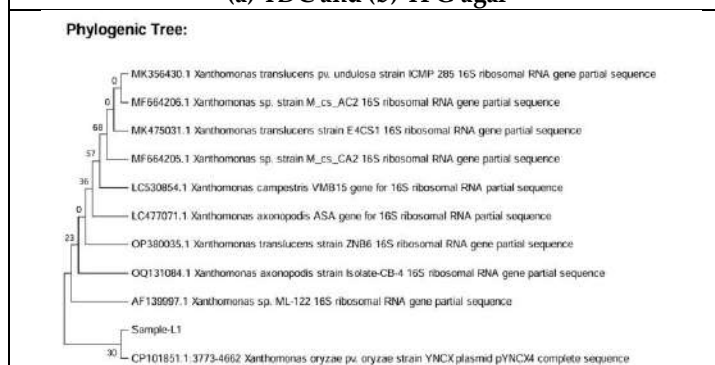 (a) YDC and (b) YPG agar
Phylogenic Tree:
0
MK356430.1 Xanthomonas translucens pv. undulosa strain ICMP 285 16S ribosomal RNA gene partial sequence
0
MF664206.1 Xanthomonas sp. strain M_cs_AC2 16S ribosomal RNA gene partial sequence
68
MK475031.1 Xanthomonas translucens strain E4CS1 16S ribosomal RNA gene partial sequence
57
MF664205.1 Xanthomonas sp. strain M_cs_CA2 16S ribosomal RNA gene partial sequence
36
LC530854.1 Xanthomonas campestris VMB15 gene for 16S ribosomal RNA partial sequence
0
LC477071.1 Xanthomonas axonopodis ASA gene for 16S ribosomal RNA partial sequence
23
OP380035.1 Xanthomonas translucens strain ZNB6 16S ribosomal RNA gene partial sequence
OQ131084.1 Xanthomonas axonopodis strain Isolate-CB-4 16S ribosomal RNA gene partial sequence
AF139997.1 Xanthomonas sp. ML-122 16S ribosomal RNA gene partial sequence
Sample-L1
30
CP101851.1:3773-4662 Xanthomonas oryzae pv. oryzae strain YNCX plasmid pYNCX4 complete sequence